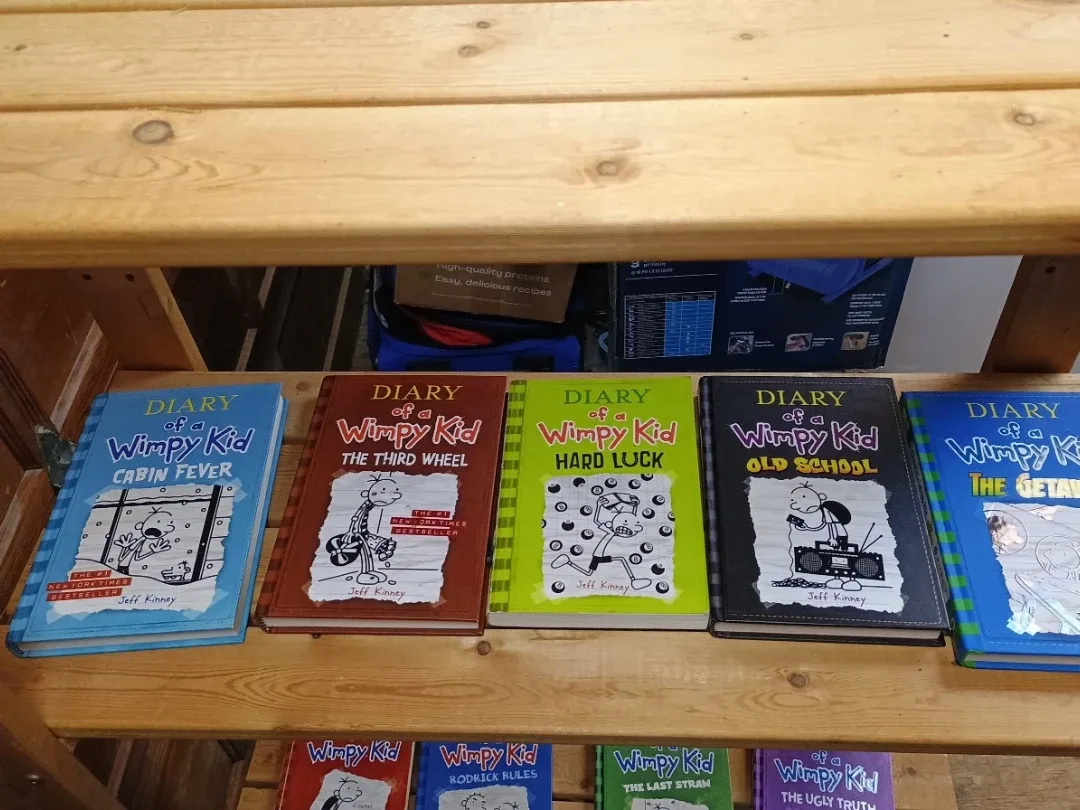 High-quality proteins
Easy, delicious recipes
DIARY
of a
Wimpy Kid
CABIN FEVER
THE #1
NEW YORK TIMES
BESTSELLER
Jeff Kinney
DIARY
of a
Wimpy Kid
THE THIRD WHEEL
THE #1
NEW YORK TIMES
BESTSELLER
Jeff Kinney
DIARY
of a
Wimpy Kid
HARD LUCK
Jeff Kinney
DIARY
of a
Wimpy Kid
OLD SCHOOL
Jeff Kinney
DIARY
of a
Wimpy Ki
THE GETAW
Wimpy Kid
a novel
Wimpy Kid
RODRICK RULES
of a
Wimpy Kid
THE LAST STRAW
of a
Wimpy Kid
THE UGLY TRUTH